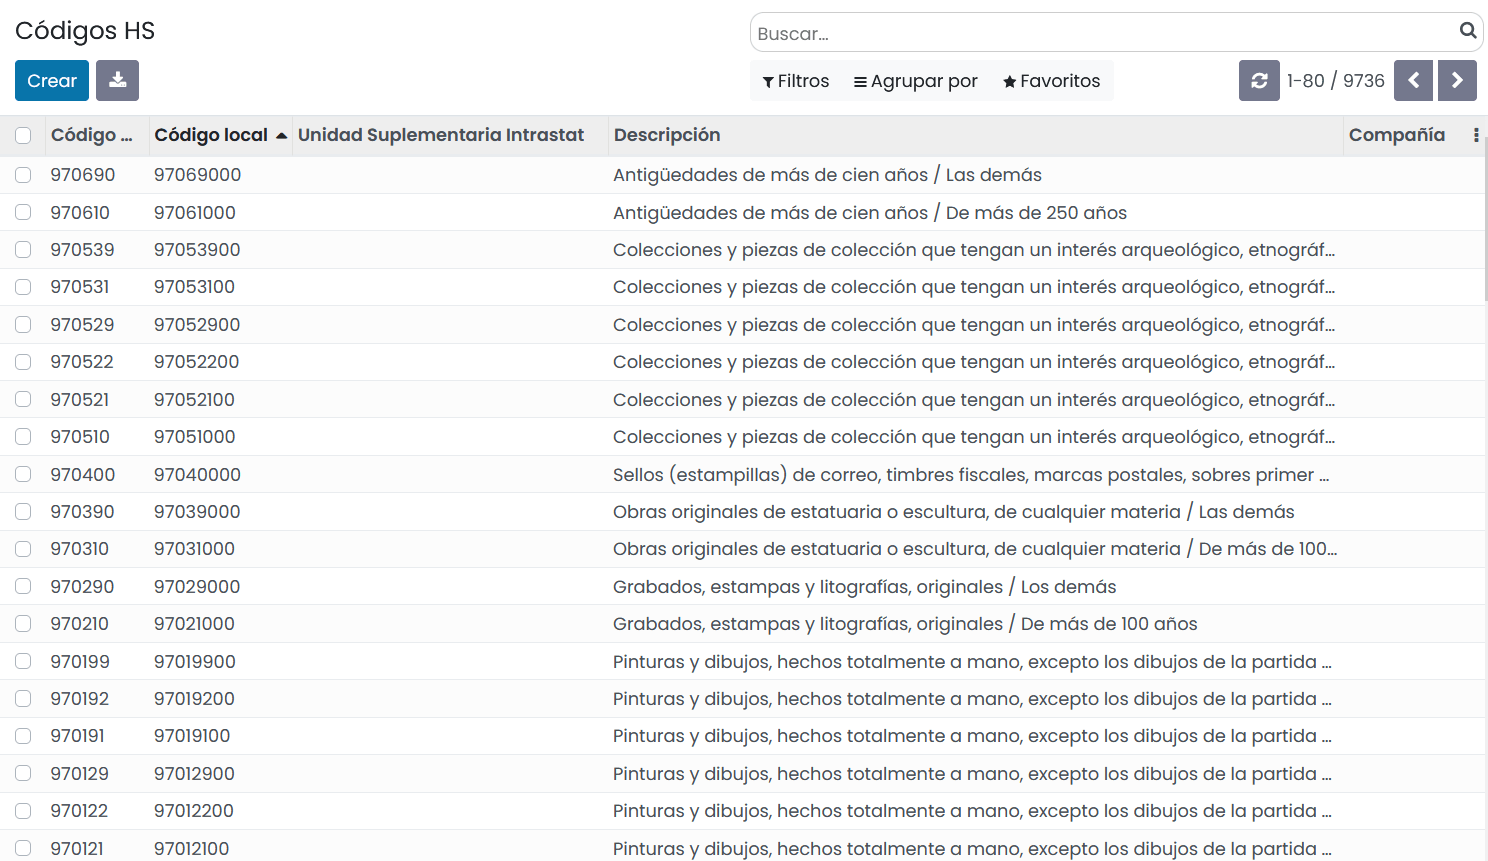 Códigos HS
Buscar...
Crear
Filtros Agrupar por Favoritos 1-80 / 9736
Código ... Código local Unidad Suplementaria Intrastat Descripción Compañía
970690 97069000 Antigüedades de más de cien años / Las demás
970610 97061000 Antigüedades de más de cien años / De más de 250 años
970539 97053900 Colecciones y piezas de colección que tengan un interés arqueológico, etnográf...
970531 97053100 Colecciones y piezas de colección que tengan un interés arqueológico, etnográf...
970529 97052900 Colecciones y piezas de colección que tengan un interés arqueológico, etnográf...
970522 97052200 Colecciones y piezas de colección que tengan un interés arqueológico, etnográf...
970521 97052100 Colecciones y piezas de colección que tengan un interés arqueológico, etnográf...
970510 97051000 Colecciones y piezas de colección que tengan un interés arqueológico, etnográf...
970400 97040000 Sellos (estampillas) de correo, timbres fiscales, marcas postales, sobres primer ...
970390 97039000 Obras originales de estatuaria o escultura, de cualquier materia / Las demás
970310 97031000 Obras originales de estatuaria o escultura, de cualquier materia / De más de 100...
970290 97029000 Grabados, estampas y litografías, originales / Los demás
970210 97021000 Grabados, estampas y litografías, originales / De más de 100 años
970199 97019900 Pinturas y dibujos, hechos totalmente a mano, excepto los dibujos de la partida ...
970192 97019200 Pinturas y dibujos, hechos totalmente a mano, excepto los dibujos de la partida ...
970191 97019100 Pinturas y dibujos, hechos totalmente a mano, excepto los dibujos de la partida ...
970129 97012900 Pinturas y dibujos, hechos totalmente a mano, excepto los dibujos de la partida ...
970122 97012200 Pinturas y dibujos, hechos totalmente a mano, excepto los dibujos de la partida ...
970121 97012100 Pinturas y dibujos, hechos totalmente a mano, excepto los dibujos de la partida ...